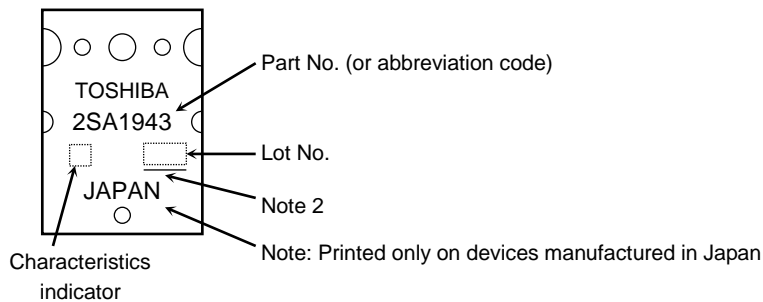 TOSHIBA
2SA1943
JAPAN
Part No. (or abbreviation code)
Lot No.
Note 2
Note: Printed only on devices manufactured in Japan
Characteristics
indicator